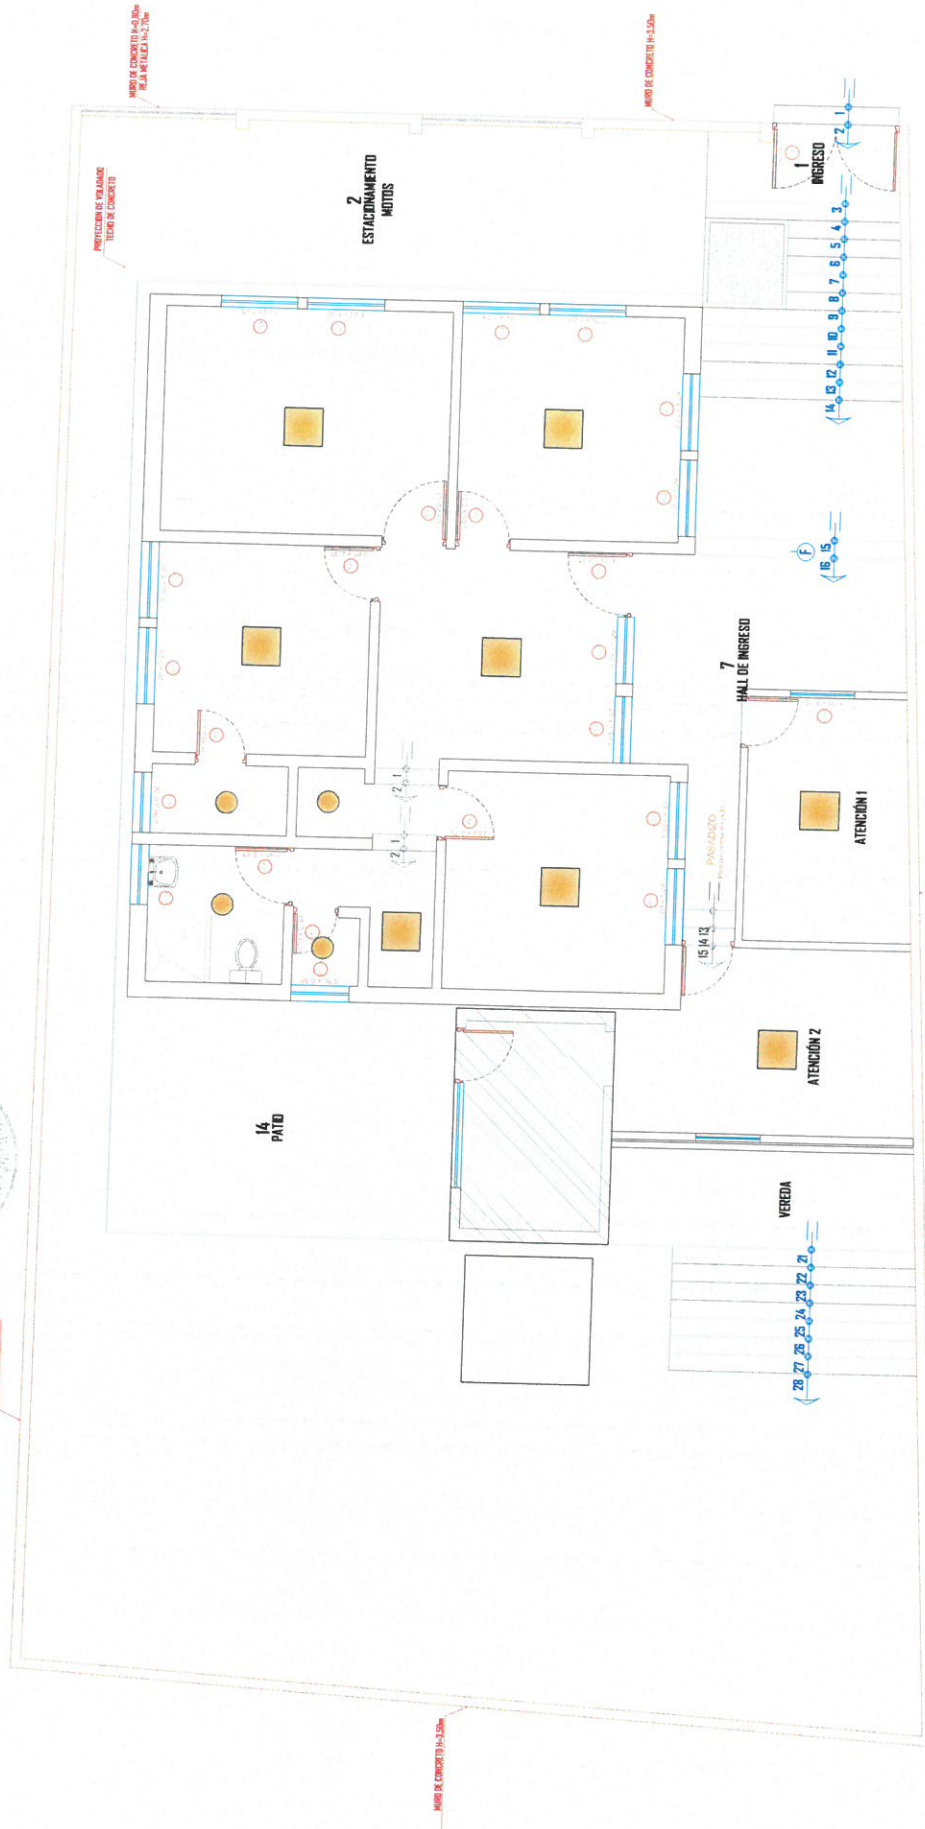 MURO DE CONCRETO H=0,80m
REJA METALICA H=2.70m
MURO DE CONCRETO H=3.50m
PROYECCION DE VOLADADO
TECHO DE CONCRETO
2
ESTACIONAMIENTO
MOTOS
1
INGRESO
1
2
3
4
5
6
7
8
9
10
11
12
13
14
F
15
16
7
HALL DE INGRESO
1
2
1
2
PASADIZO
13
14
15
ATENCIÓN 1
ATENCIÓN 2
14
PATIO
VEREDA
21
22
23
24
25
26
27
28
MURO DE CONCRETO H=3.50m